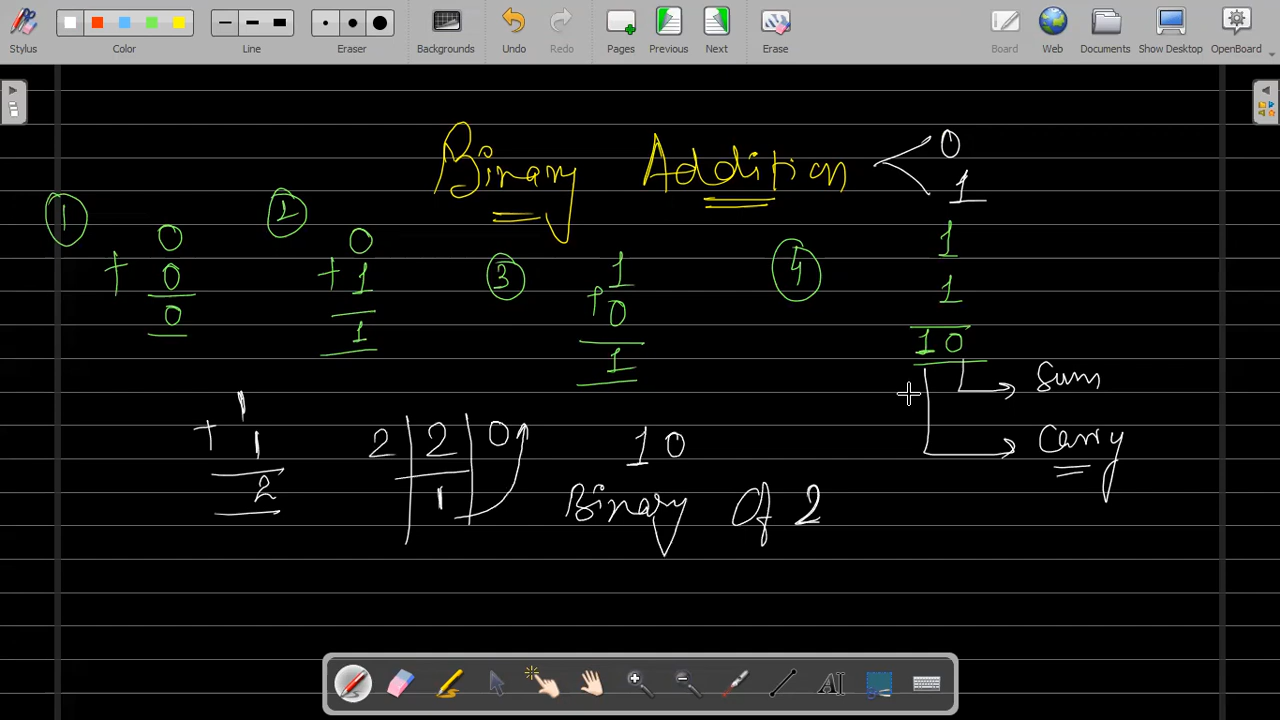 Stylus Color Line Eraser Backgrounds Undo Redo Pages Previous Next Erase Board Web Documents Show Desktop OpenBoard
Binary Addition < 0
1
① 0
+ 0
0
② 0
+ 1
1
③ 1
+ 0
1
④ 1
1
10
Sum
Carry
1
+ 1
2
2 | 2 | 0
1
10
Binary Of 2
AI